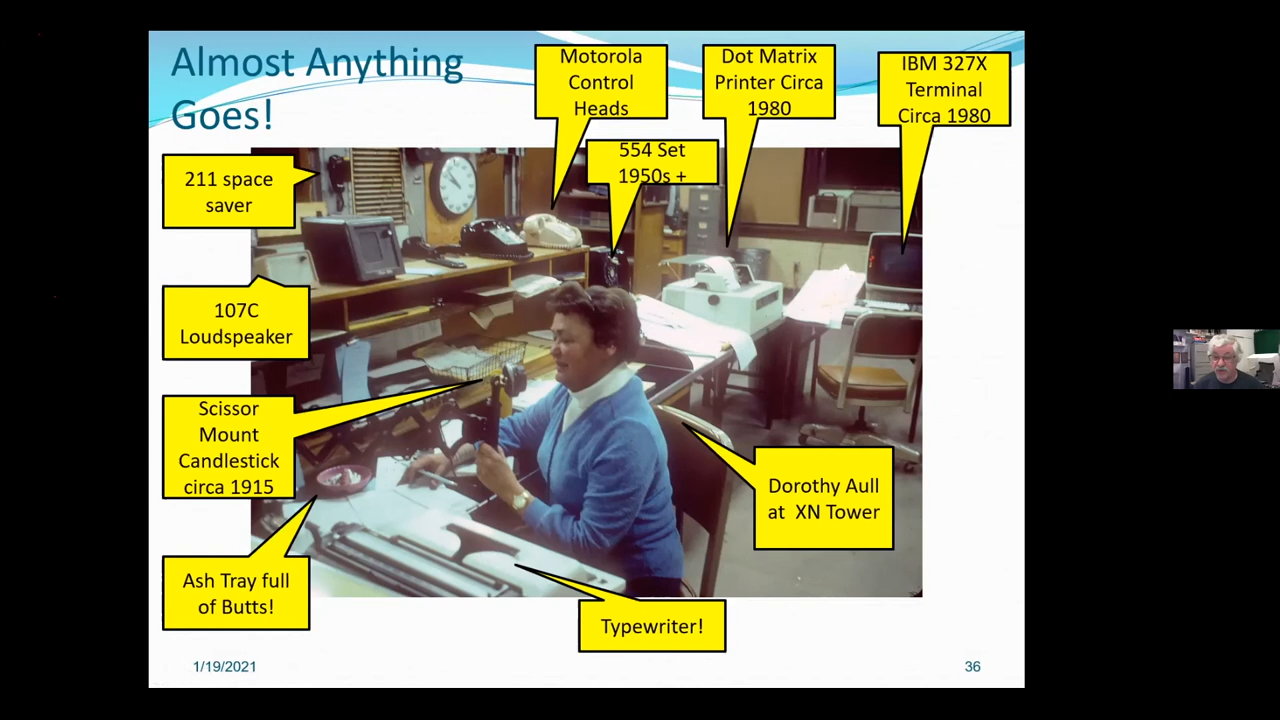 Almost Anything
Goes!
Motorola
Control
Heads
Dot Matrix
Printer Circa
1980
IBM 327X
Terminal
Circa 1980
554 Set
1950s +
211 space
saver
107C
Loudspeaker
Scissor
Mount
Candlestick
circa 1915
Dorothy Aull
at XN Tower
Ash Tray full
of Butts!
Typewriter!
1/19/2021
36